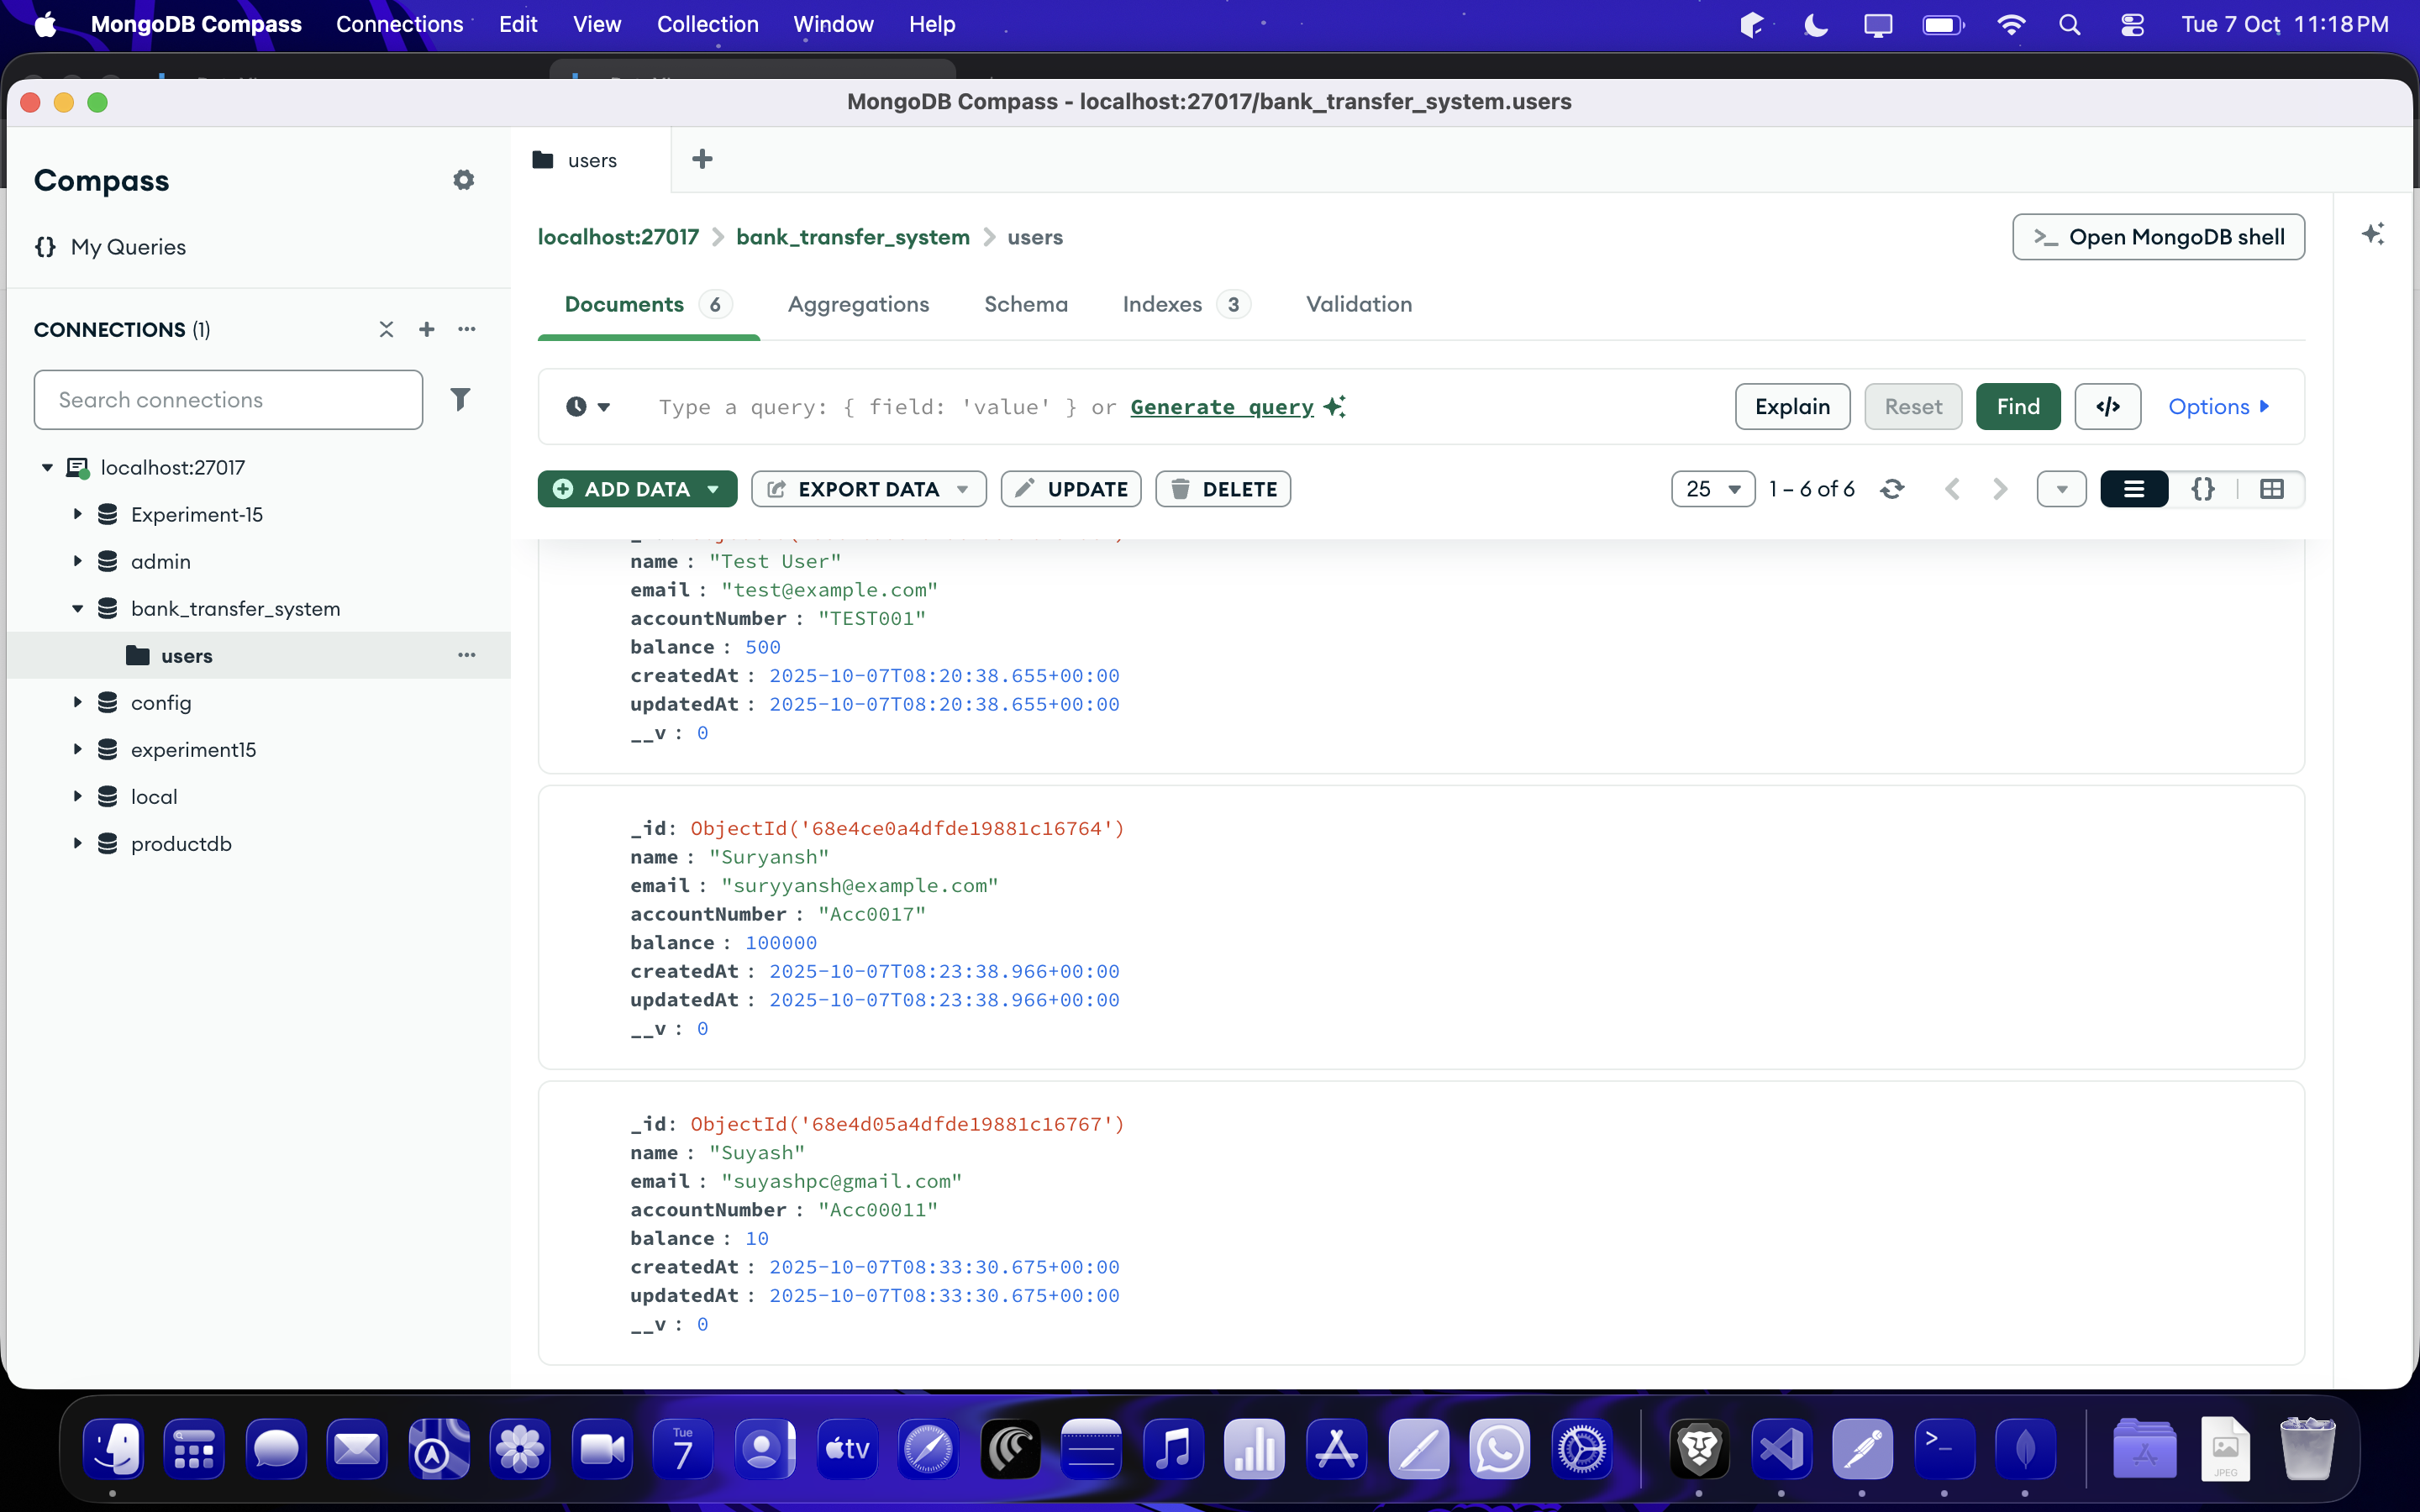 MongoDB Compass Connections Edit View Collection Window Help Tue 7 Oct 11:18 PM
MongoDB Compass - localhost:27017/bank_transfer_system.users
Compass
{} My Queries
CONNECTIONS (1)
Search connections
localhost:27017
Experiment-15
admin
bank_transfer_system
users
config
experiment15
local
productdb
users
localhost:27017 > bank_transfer_system > users
>_ Open MongoDB shell
Documents 6 Aggregations Schema Indexes 3 Validation
Type a query: { field: 'value' } or Generate query
Explain Reset Find </> Options
ADD DATA EXPORT DATA UPDATE DELETE
25 1 – 6 of 6 {}
name : "Test User"
email : "test@example.com"
accountNumber : "TEST001"
balance : 500
createdAt : 2025-10-07T08:20:38.655+00:00
updatedAt : 2025-10-07T08:20:38.655+00:00
__v : 0
_id: ObjectId('68e4ce0a4dfde19881c16764')
name : "Suryansh"
email : "suryyansh@example.com"
accountNumber : "Acc0017"
balance : 100000
createdAt : 2025-10-07T08:23:38.966+00:00
updatedAt : 2025-10-07T08:23:38.966+00:00
__v : 0
_id: ObjectId('68e4d05a4dfde19881c16767')
name : "Suyash"
email : "suyashpc@gmail.com"
accountNumber : "Acc00011"
balance : 10
createdAt : 2025-10-07T08:33:30.675+00:00
updatedAt : 2025-10-07T08:33:30.675+00:00
__v : 0
Tue
7
tv
>_
JPEG